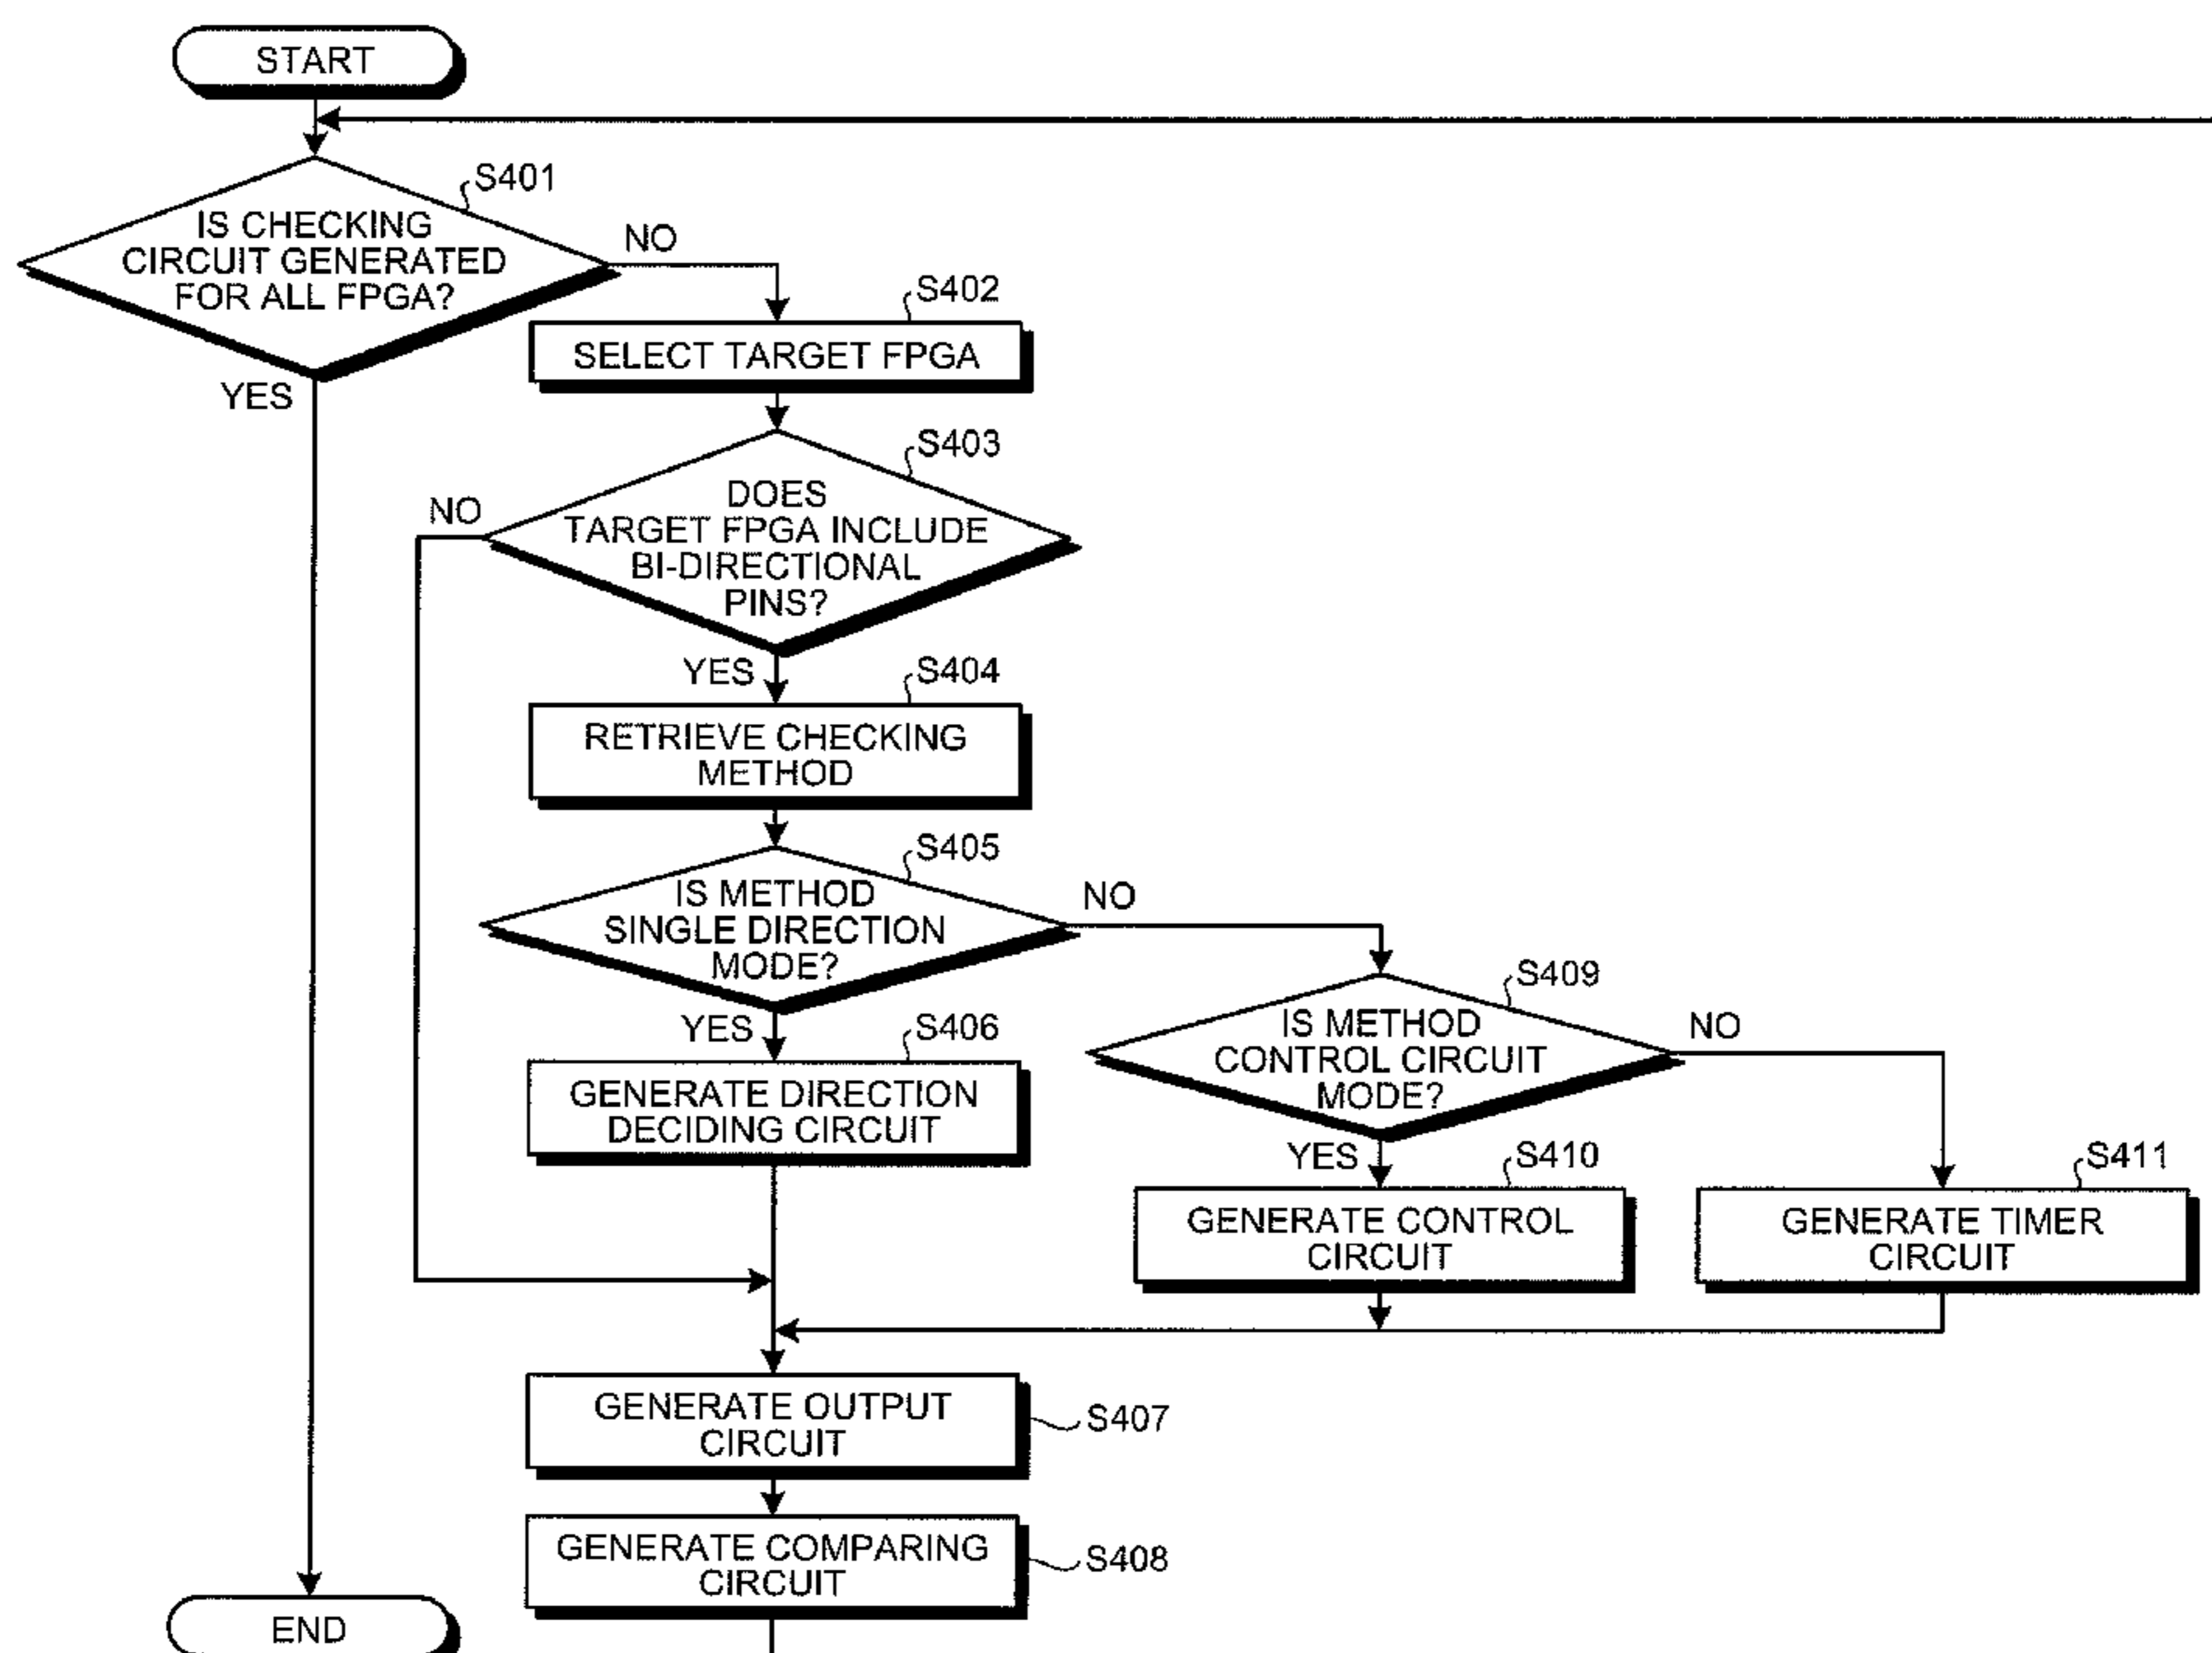 START
S401
IS CHECKING
CIRCUIT GENERATED
FOR ALL FPGA?
NO
YES
S402
SELECT TARGET FPGA
S403
DOES
TARGET FPGA INCLUDE
BI-DIRECTIONAL
PINS?
NO
YES
S404
RETRIEVE CHECKING
METHOD
S405
IS METHOD
SINGLE DIRECTION
MODE?
NO
YES
S406
GENERATE DIRECTION
DECIDING CIRCUIT
S409
IS METHOD
CONTROL CIRCUIT
MODE?
NO
YES
S410
GENERATE CONTROL
CIRCUIT
S411
GENERATE TIMER
CIRCUIT
GENERATE OUTPUT
CIRCUIT
S407
GENERATE COMPARING
CIRCUIT
S408
END